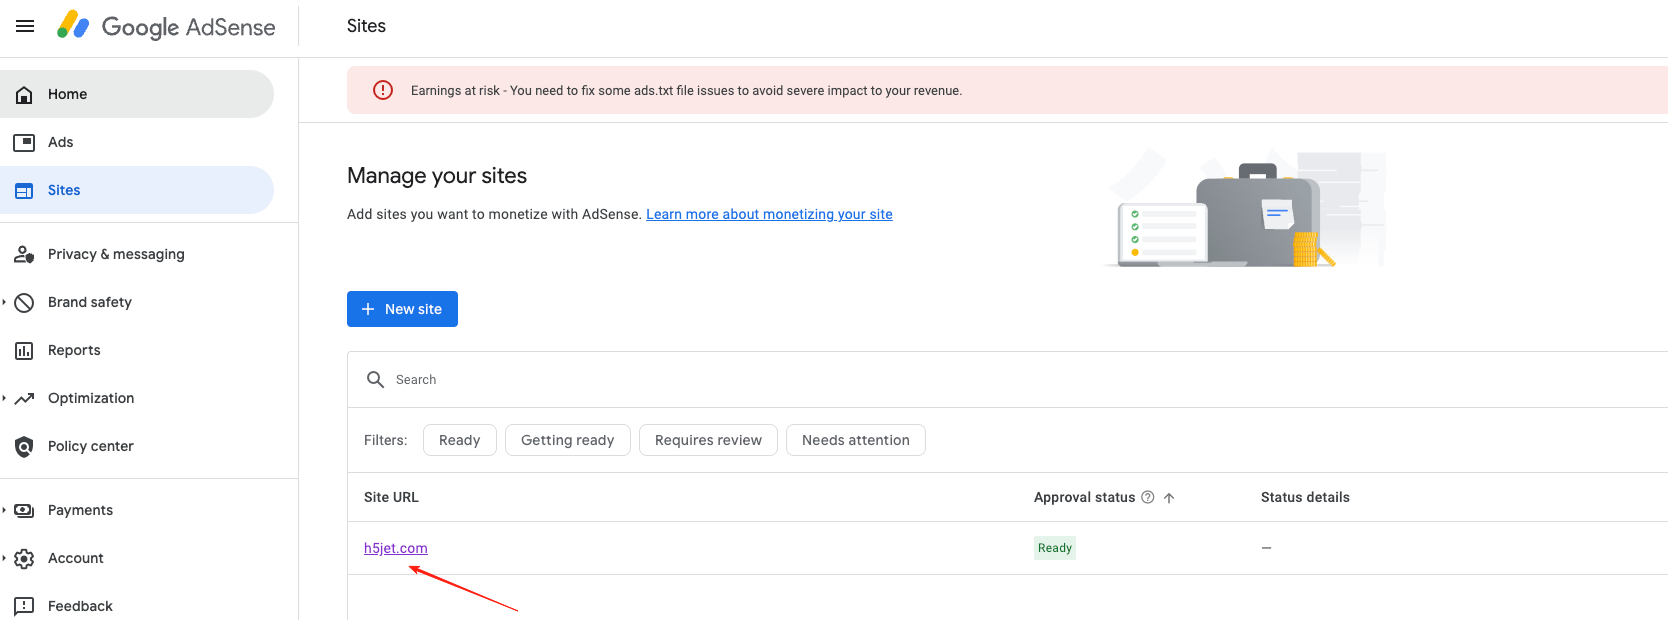 Google AdSense
Sites
Home
Ads
Sites
Privacy & messaging
Brand safety
Reports
Optimization
Policy center
Payments
Account
Feedback
Earnings at risk - You need to fix some ads.txt file issues to avoid severe impact to your revenue.
Manage your sites
Add sites you want to monetize with AdSense. Learn more about monetizing your site
New site
Search
Filters: Ready Getting ready Requires review Needs attention
Site URL Approval status Status details
h5jet.com Ready –